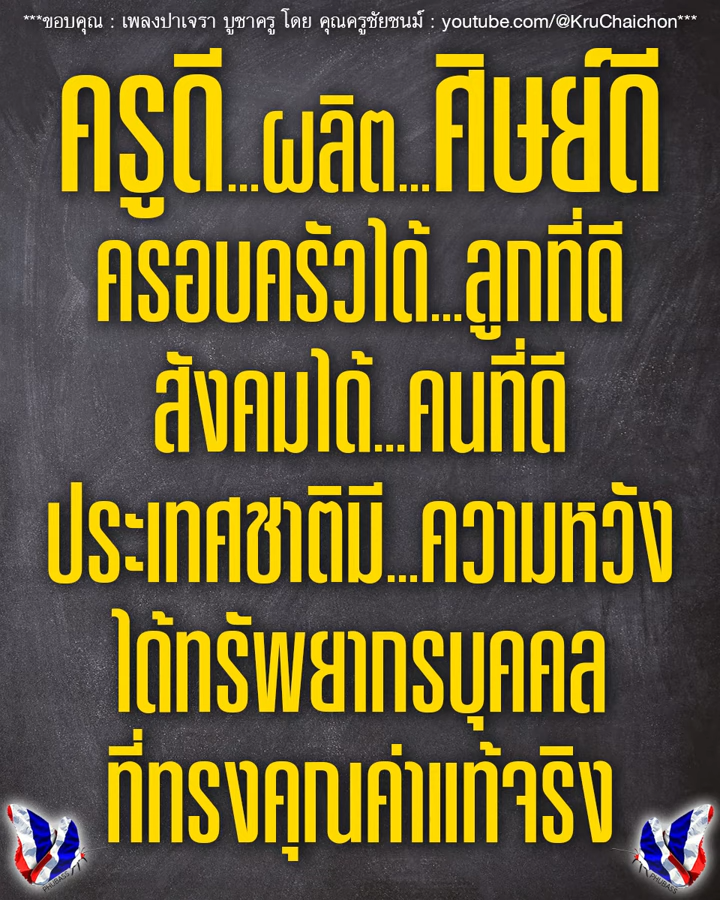 ***ขอบคุณ : เพลงปาเจรา บูชาครู โดย คุณครูชัยชนม์ : youtube.com/@KruChaichon***
ครูดี...ผลิต...ศิษย์ดี
ครอบครัวได้...ลูกที่ดี
สังคมได้...คนที่ดี
ประเทศชาติมี...ความหวัง
ได้ทรัพยากรบุคคล
ที่ทรงคุณค่าแท้จริง
PHUBASS
PHUBASS